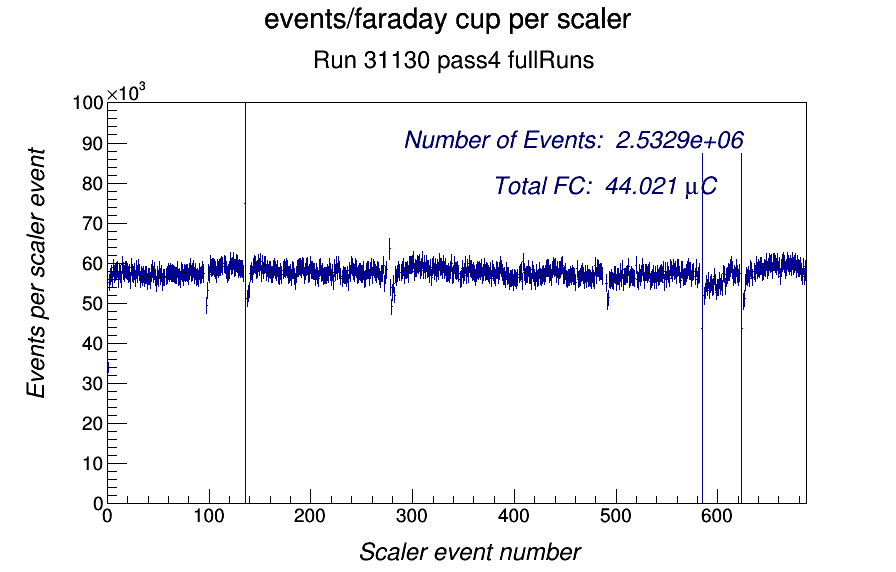 events/faraday cup per scaler
Run 31130 pass4 fullRuns
×10³
100
90
80
70
60
50
40
30
20
10
0
Events per scaler event
Number of Events: 2.5329e+06
Total FC: 44.021 μC
0 100 200 300 400 500 600
Scaler event number